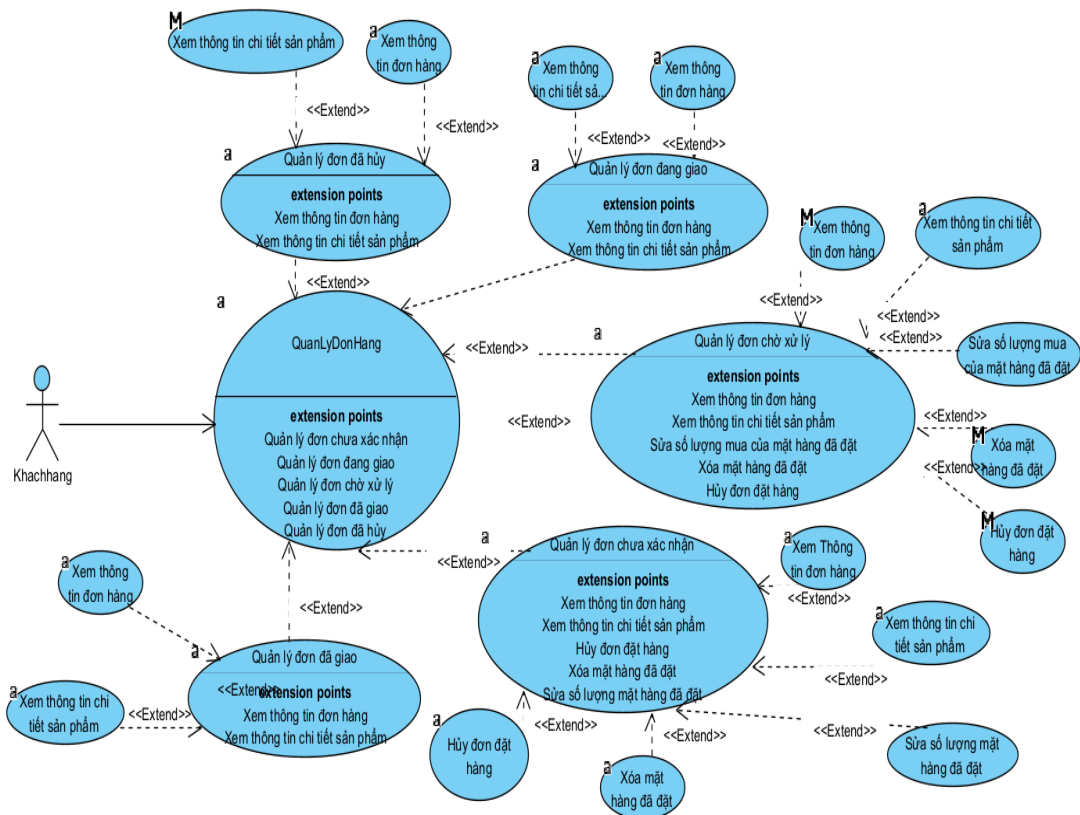 M
Xem thông tin chi tiết sản phẩm
<<Extend>>
a
Xem thông
tin đơn hàng
<<Extend>>
a
Quản lý đơn đã hủy
extension points
Xem thông tin đơn hàng
Xem thông tin chi tiết sản phẩm
<<Extend>>
a
Xem thông
tin chi tiết sả...
<<Extend>>
a
Xem thông
tin đơn hàng
<<Extend>>
a
Quản lý đơn đang giao
extension points
Xem thông tin đơn hàng
Xem thông tin chi tiết sản phẩm
M
Xem thông
tin đơn hàng
<<Extend>>
a
Xem thông tin chi tiết
sản phẩm
<<Extend>>
<<Extend>>
Sửa số lượng mua
của mặt hàng đã đặt
a
QuanLyDonHang
extension points
Quản lý đơn chưa xác nhận
Quản lý đơn đang giao
Quản lý đơn chờ xử lý
Quản lý đơn đã giao
Quản lý đơn đã hủy
Khachhang
<<Extend>>
a
Quản lý đơn chờ xử lý
extension points
Xem thông tin đơn hàng
Xem thông tin chi tiết sản phẩm
Sửa số lượng mua của mặt hàng đã đặt
Xóa mặt hàng đã đặt
Hủy đơn đặt hàng
<<Extend>>
<<Extend>>
M
Xóa mặt
hàng đã đặt
<<Extend>>
M
Hủy đơn đặt
hàng
<<Extend>>
a
Quản lý đơn chưa xác nhận
extension points
Xem thông tin đơn hàng
Xem thông tin chi tiết sản phẩm
Hủy đơn đặt hàng
Xóa mặt hàng đã đặt
Sửa số lượng mặt hàng đã đặt
a
Xem Thông
tin đơn hàng
<<Extend>>
a
Xem thông tin chi
tiết sản phẩm
<<Extend>>
a
Xem thông
tin đơn hàng
<<Extend>>
a
Quản lý đơn đã giao
<<Extend>>
extension points
Xem thông tin đơn hàng
Xem thông tin chi tiết sản phẩm
a
Xem thông tin chi
tiết sản phẩm
<<Extend>>
a
Hủy đơn đặt
hàng
<<Extend>>
a
Xóa mặt
hàng đã đặt
<<Extend>>
<<Extend>>
Sửa số lượng mặt
hàng đã đặt